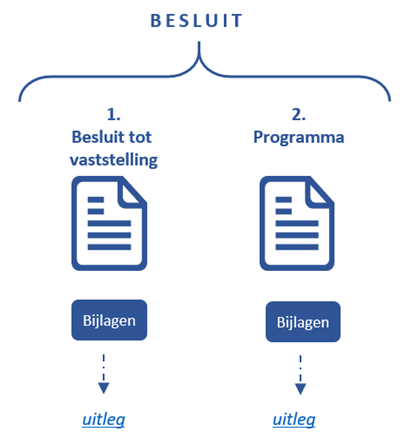 BESLUIT
1.
Besluit tot
vaststelling
2.
Programma
Bijlagen
Bijlagen
uitleg
uitleg